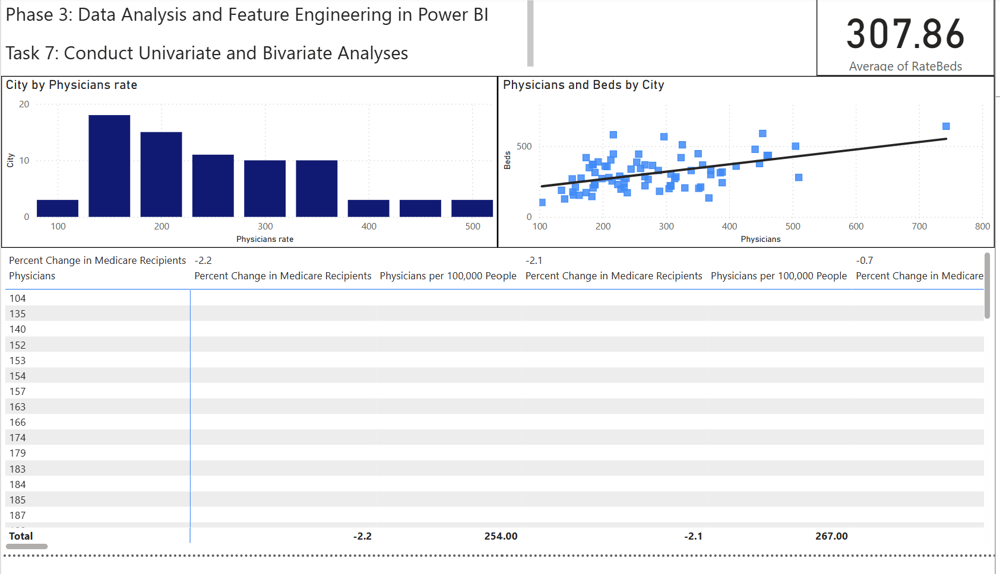 Phase 3: Data Analysis and Feature Engineering in Power BI
Task 7: Conduct Univariate and Bivariate Analyses
307.86
Average of RateBeds
City by Physicians rate
20
10
0
City
100 200 300 400 500
Physicians rate
Physicians and Beds by City
500
0
Beds
100 200 300 400 500 600 700 800
Physicians
Percent Change in Medicare Recipients -2.2 -2.1 -0.7
Physicians Percent Change in Medicare Recipients Physicians per 100,000 People Percent Change in Medicare Recipients Physicians per 100,000 People Percent Change in Medicare
104
135
140
152
153
154
157
163
166
174
179
183
184
185
187
Total -2.2 254.00 -2.1 267.00